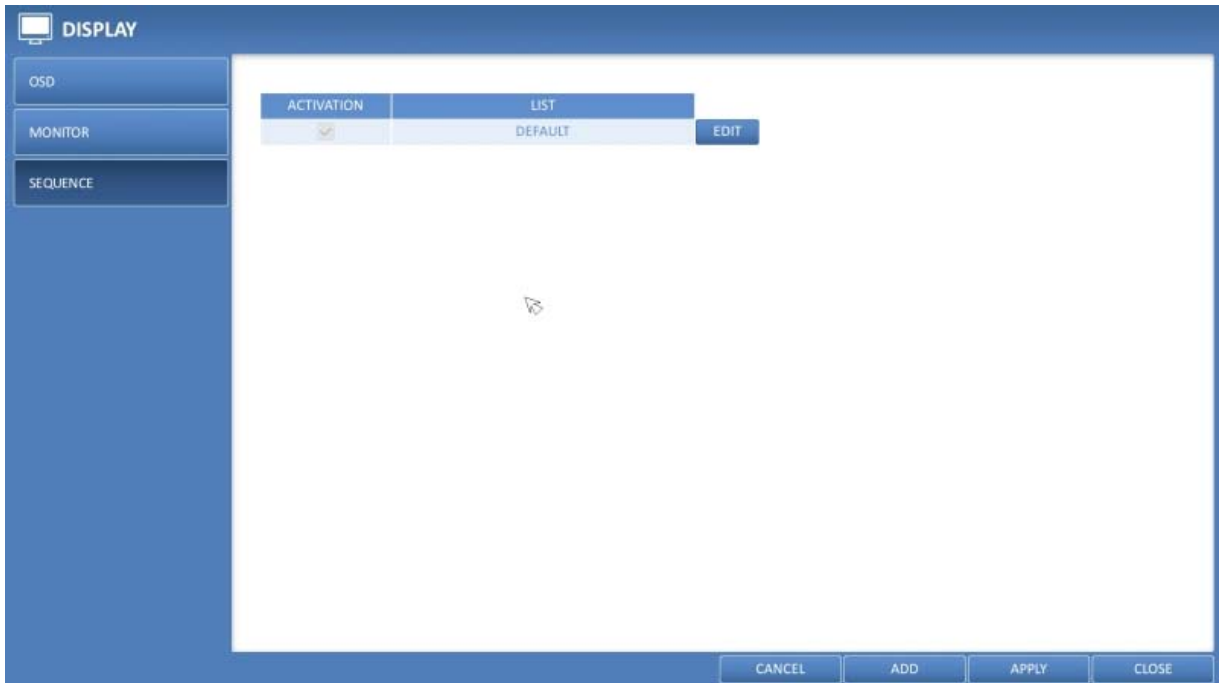 DISPLAY
OSD
MONITOR
SEQUENCE
ACTIVATION LIST
DEFAULT EDIT
CANCEL ADD APPLY CLOSE